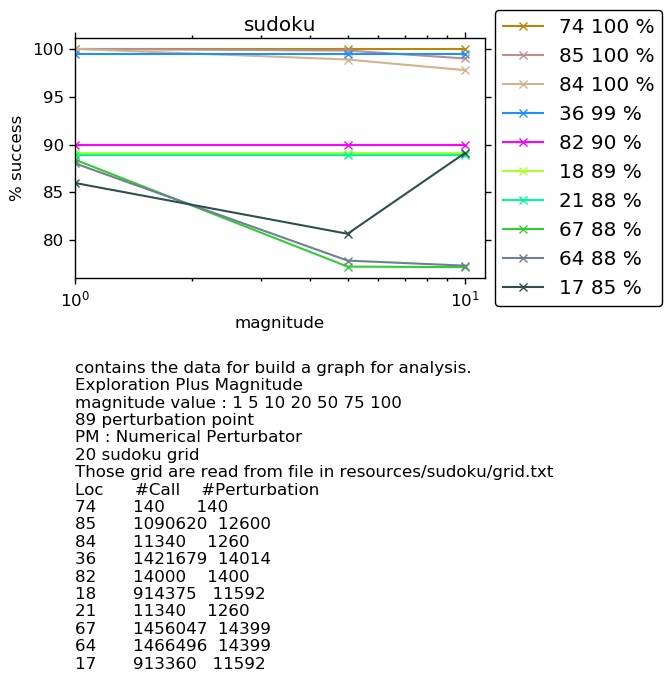 sudoku
100
95
90
85
80
% success
10^0
10^1
magnitude
74 100 %
85 100 %
84 100 %
36 99 %
82 90 %
18 89 %
21 88 %
67 88 %
64 88 %
17 85 %
contains the data for build a graph for analysis.
Exploration Plus Magnitude
magnitude value : 1 5 10 20 50 75 100
89 perturbation point
PM : Numerical Perturbator
20 sudoku grid
Those grid are read from file in resources/sudoku/grid.txt
Loc #Call #Perturbation
74 140 140
85 1090620 12600
84 11340 1260
36 1421679 14014
82 14000 1400
18 914375 11592
21 11340 1260
67 1456047 14399
64 1466496 14399
17 913360 11592